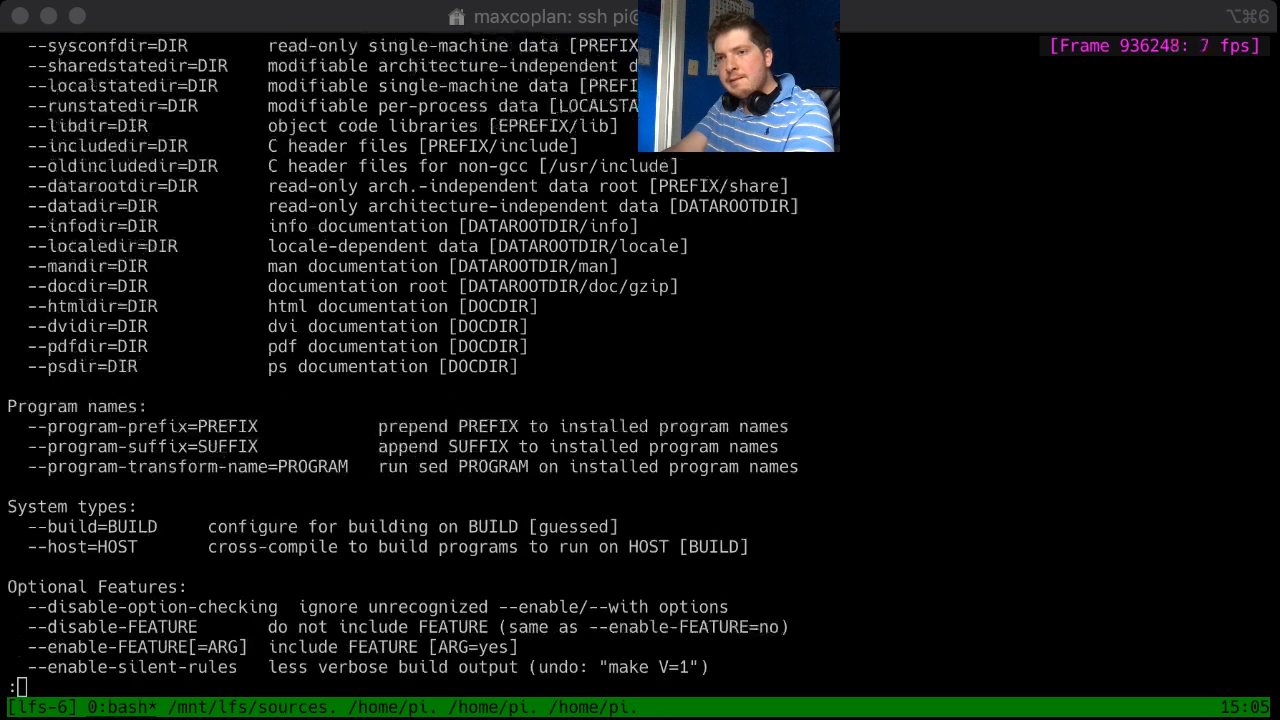 maxcoplan: ssh pi@
⌥⌘6
--sysconfdir=DIR read-only single-machine data [PREFIX
[Frame 936248: 7 fps]
--sharedstatedir=DIR modifiable architecture-independent d
--localstatedir=DIR modifiable single-machine data [PREFI
--runstatedir=DIR modifiable per-process data [LOCALSTA
--libdir=DIR object code libraries [EPREFIX/lib]
--includedir=DIR C header files [PREFIX/include]
--oldincludedir=DIR C header files for non-gcc [/usr/include]
--datarootdir=DIR read-only arch.-independent data root [PREFIX/share]
--datadir=DIR read-only architecture-independent data [DATAROOTDIR]
--infodir=DIR info documentation [DATAROOTDIR/info]
--localedir=DIR locale-dependent data [DATAROOTDIR/locale]
--mandir=DIR man documentation [DATAROOTDIR/man]
--docdir=DIR documentation root [DATAROOTDIR/doc/gzip]
--htmldir=DIR html documentation [DOCDIR]
--dvidir=DIR dvi documentation [DOCDIR]
--pdfdir=DIR pdf documentation [DOCDIR]
--psdir=DIR ps documentation [DOCDIR]
Program names:
--program-prefix=PREFIX prepend PREFIX to installed program names
--program-suffix=SUFFIX append SUFFIX to installed program names
--program-transform-name=PROGRAM run sed PROGRAM on installed program names
System types:
--build=BUILD configure for building on BUILD [guessed]
--host=HOST cross-compile to build programs to run on HOST [BUILD]
Optional Features:
--disable-option-checking ignore unrecognized --enable/--with options
--disable-FEATURE do not include FEATURE (same as --enable-FEATURE=no)
--enable-FEATURE[=ARG] include FEATURE [ARG=yes]
--enable-silent-rules less verbose build output (undo: "make V=1")
:
[lfs-6] 0:bash* /mnt/lfs/sources. /home/pi. /home/pi. /home/pi. 15:05